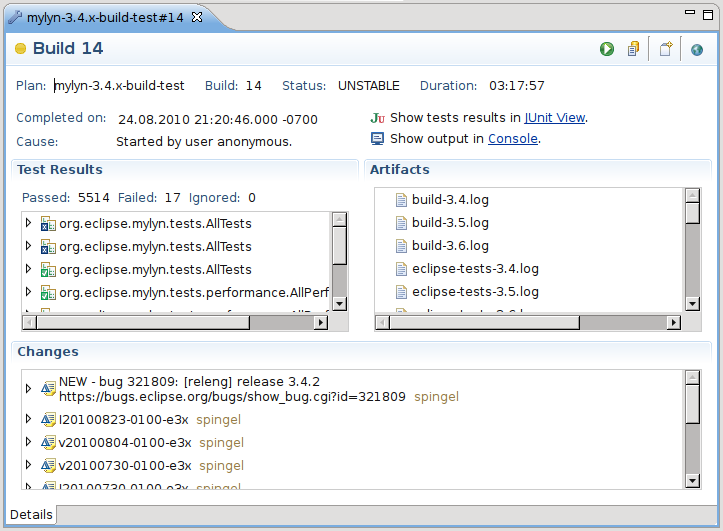 mylyn-3.4.x-build-test#14
Build 14
Plan: mylyn-3.4.x-build-test Build: 14 Status: UNSTABLE Duration: 03:17:57
Completed on: 24.08.2010 21:20:46.000 -0700
Show tests results in JUnit View.
Cause: Started by user anonymous.
Show output in Console.
Test Results
Passed: 5514 Failed: 17 Ignored: 0
org.eclipse.mylyn.tests.AllTests
org.eclipse.mylyn.tests.AllTests
org.eclipse.mylyn.tests.AllTests
org.eclipse.mylyn.tests.performance.AllPerf
Artifacts
build-3.4.log
build-3.5.log
build-3.6.log
eclipse-tests-3.4.log
eclipse-tests-3.5.log
eclipse-tests-3.6.log
Changes
NEW - bug 321809: [releng] release 3.4.2
https://bugs.eclipse.org/bugs/show_bug.cgi?id=321809 spingel
I20100823-0100-e3x spingel
v20100804-0100-e3x spingel
v20100730-0100-e3x spingel
I20100730-0100-e3x spingel
Details